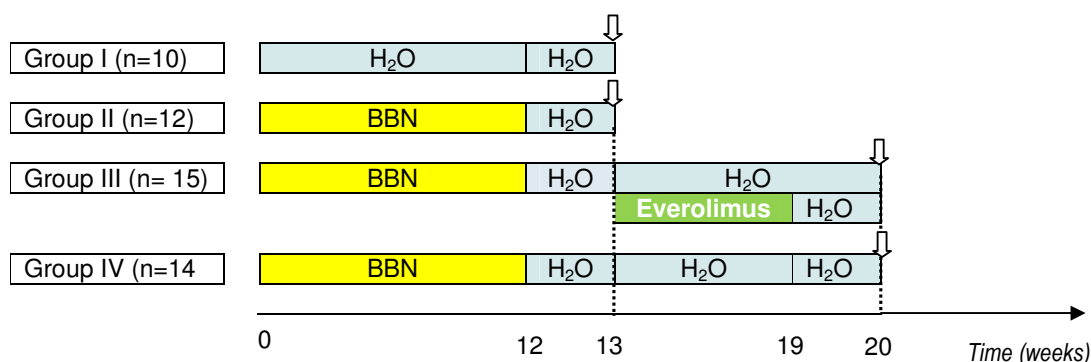 Group I (n=10) H₂O H₂O
Group II (n=12) BBN H₂O
Group III (n= 15) BBN H₂O H₂O
Everolimus H₂O
Group IV (n=14 BBN H₂O H₂O H₂O
0 12 13 19 20 Time (weeks)